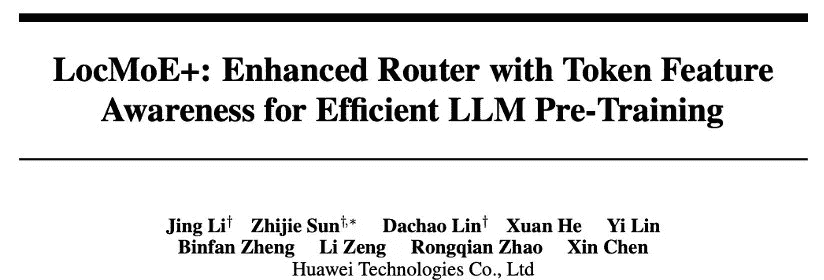 LocMoE+: Enhanced Router with Token Feature
Awareness for Efficient LLM Pre-Training
Jing Li† Zhijie Sun†,* Dachao Lin† Xuan He Yi Lin
Binfan Zheng Li Zeng Rongqian Zhao Xin Chen
Huawei Technologies Co., Ltd